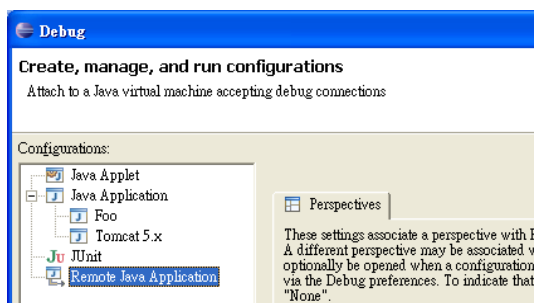 Debug
Create, manage, and run configurations
Attach to a Java virtual machine accepting debug connections
Configurations:
Java Applet
Java Application
Foo
Tomcat 5.x
Ju JUnit
Remote Java Application
Perspectives
These settings associate a perspective with
A different perspective may be associated
optionally be opened when a configuration
via the Debug preferences. To indicate that
"None".